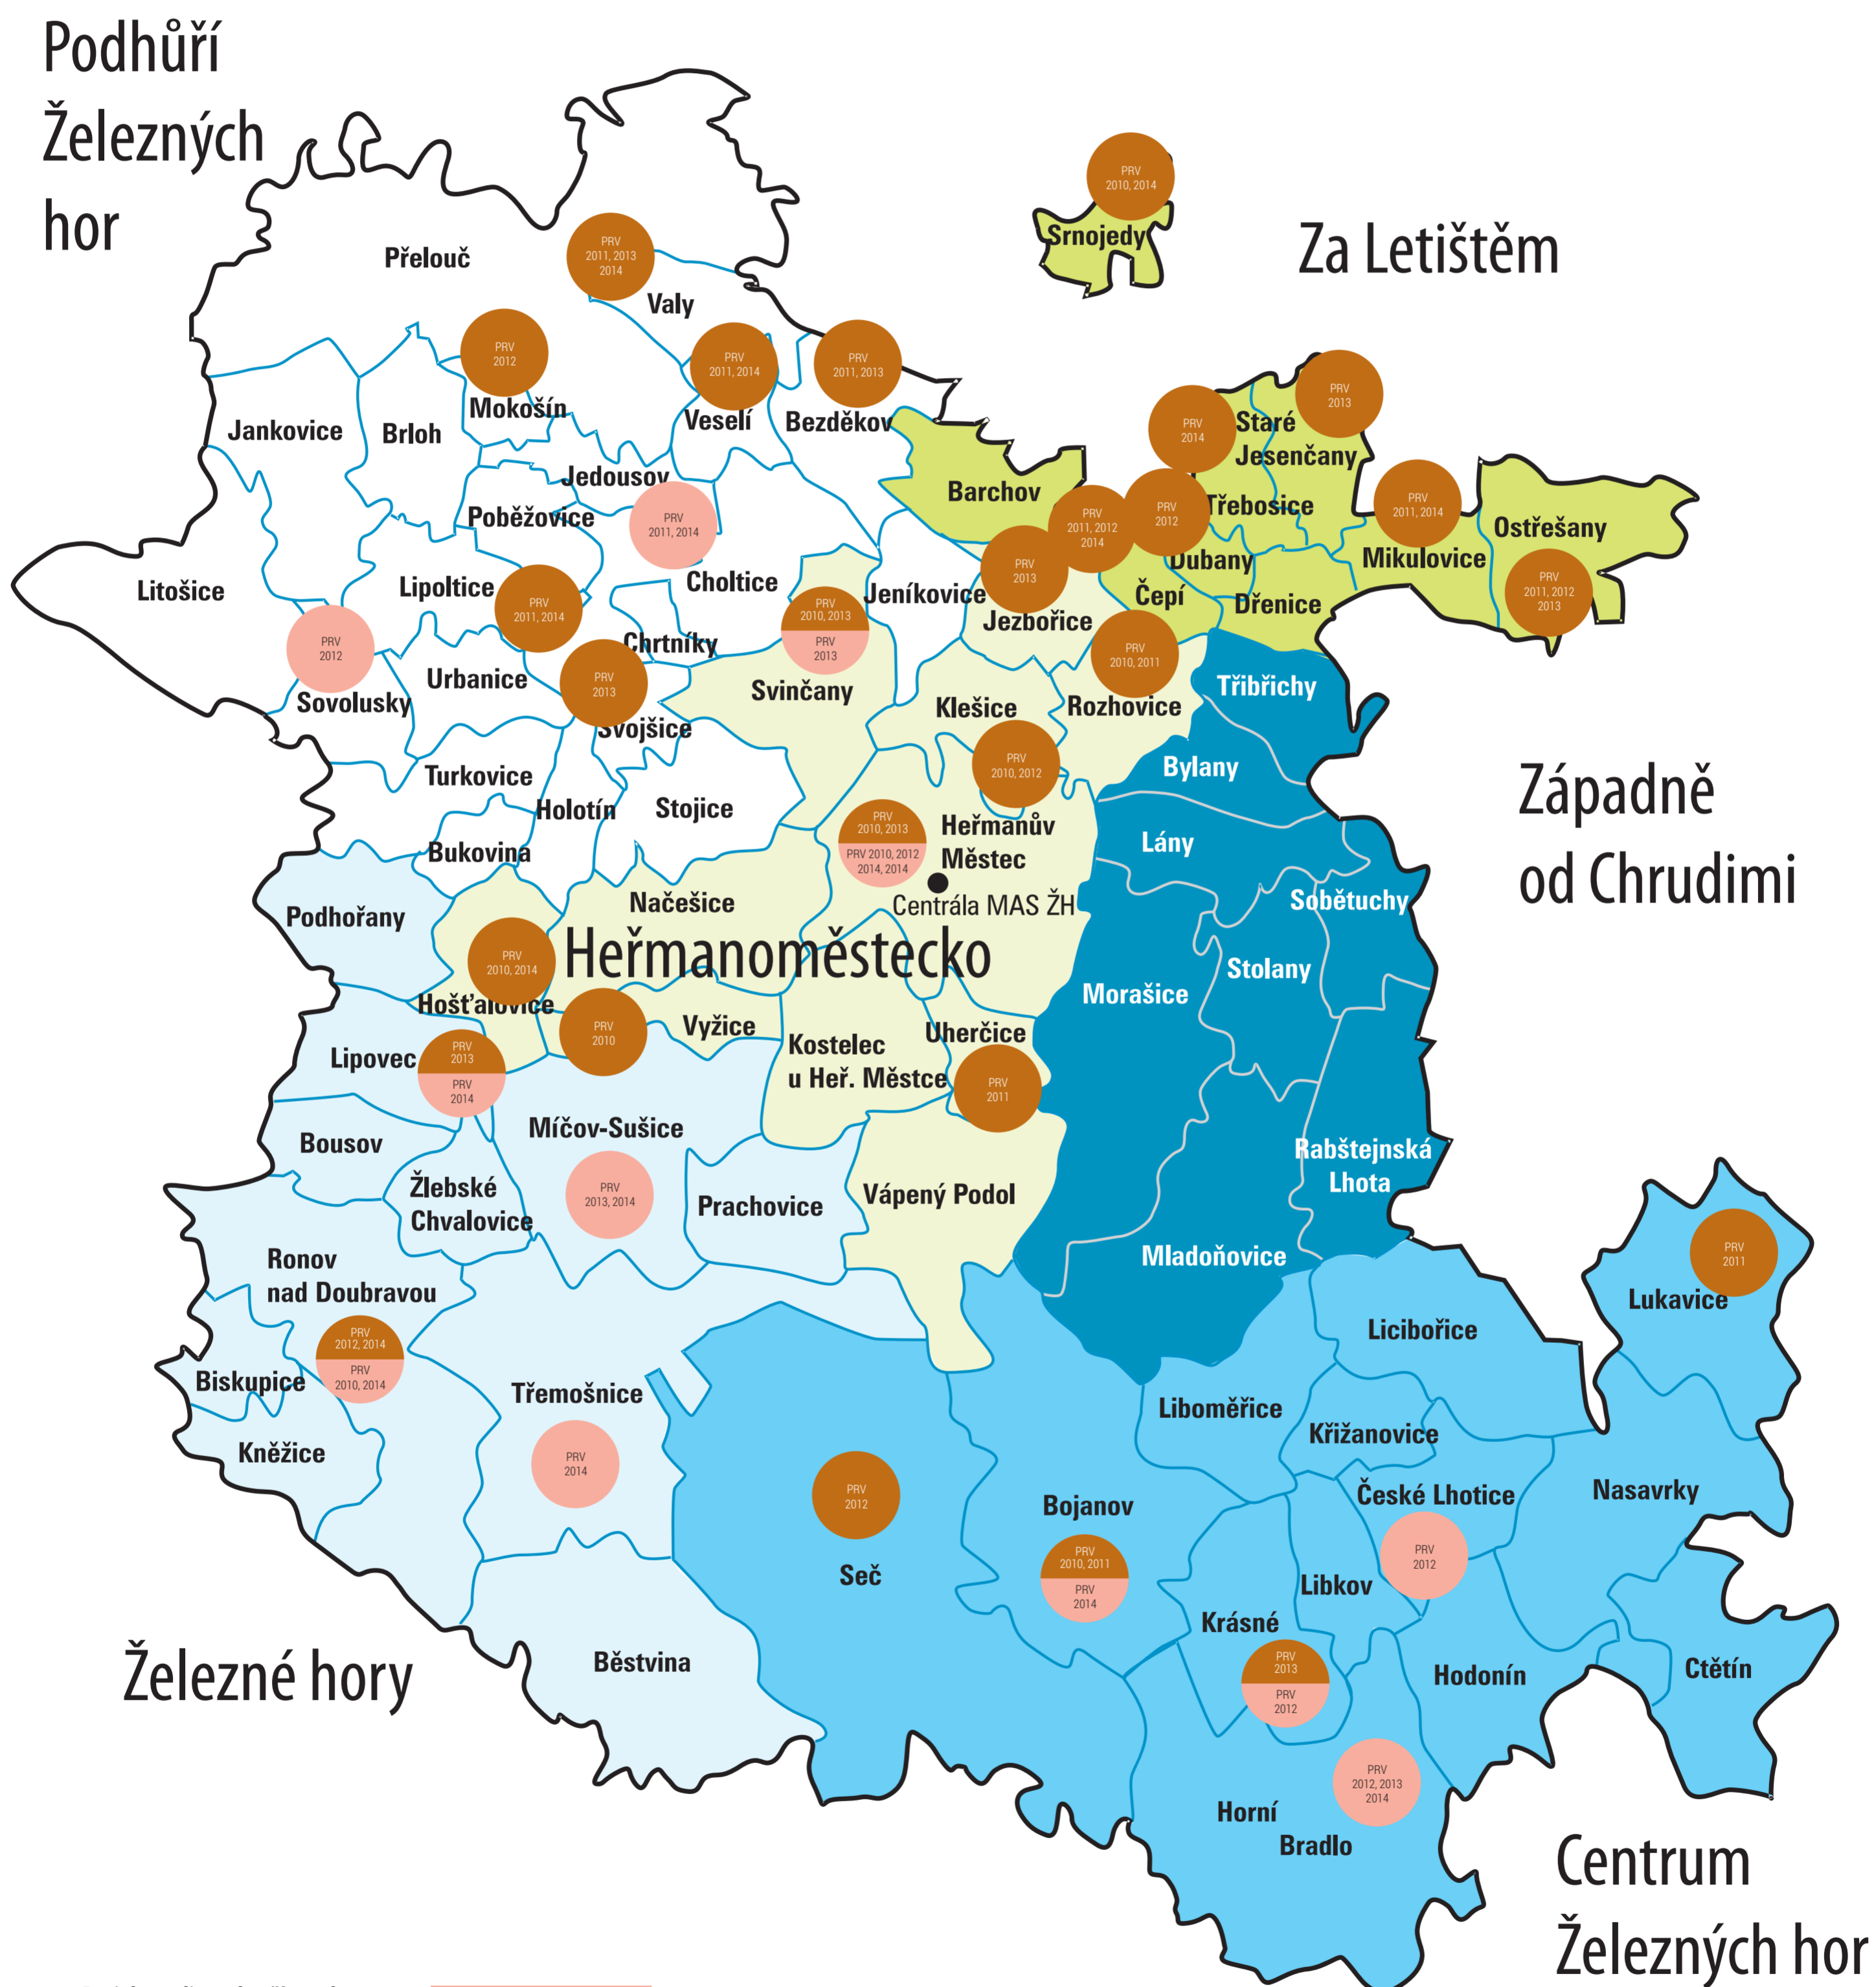 Podhůří
Železných
hor
PRV
2010, 2014
Srnojedy
Za Letištěm
Přelouč
PRV
2011, 2013
2014
Valy
PRV
2012
Mokošín
PRV
2011, 2014
Veselí
PRV
2011, 2013
Bezděkov
Jankovice
Brloh
PRV
2014
Staré
Jesenčany
PRV
2013
Jedousov
Poběžovice
PRV
2011, 2014
Barchov
PRV
2011, 2012
2014
PRV
2012
Třebosice
PRV
2011, 2014
Mikulovice
Ostřešany
PRV
2011, 2012
2013
Litošice
Lipoltice
PRV
2011, 2014
Choltice
PRV
2010, 2013
PRV
2013
Jeníkovice
PRV
2013
Jezbořice
Dubany
Čepí
Dřenice
PRV
2012
Sovolusky
Urbanice
Chrtníky
PRV
2013
Svojšice
Svinčany
Klešice
PRV
2010, 2011
Rozhovice
Třibřichy
Turkovice
Holotín
Stojice
PRV
2010, 2012
Bylany
Západně
od Chrudimi
Bukovina
PRV
2010, 2013
PRV 2010, 2012
2014, 2014
Heřmanův
Městec
Centrála MAS ŽH
Lány
Sobětuchy
Podhořany
Načešice
Heřmanoměstecko
PRV
2010, 2014
Stolany
Morašice
Hošťalovice
PRV
2010
Vyžice
Uherčice
Kostelec
u Heř. Městce
PRV
2011
Lipovec
PRV
2013
PRV
2014
Bousov
Míčov-Sušice
PRV
2013, 2014
Žlebské
Chvalovice
Prachovice
Vápený Podol
Rabštejnská
Lhota
Mladoňovice
Ronov
nad Doubravou
PRV
2011
Lukavice
PRV
2012, 2014
PRV
2010, 2014
Biskupice
Licibořice
Třemošnice
Liboměřice
Křižanovice
Kněžice
PRV
2014
PRV
2012
Seč
Bojanov
PRV
2010, 2011
PRV
2014
České Lhotice
PRV
2012
Nasavrky
Libkov
Krásné
PRV
2013
PRV
2012
Železné hory
Běstvina
Hodonín
Ctětín
PRV
2012, 2013
2014
Horní
Bradlo
Centrum
Železných hor